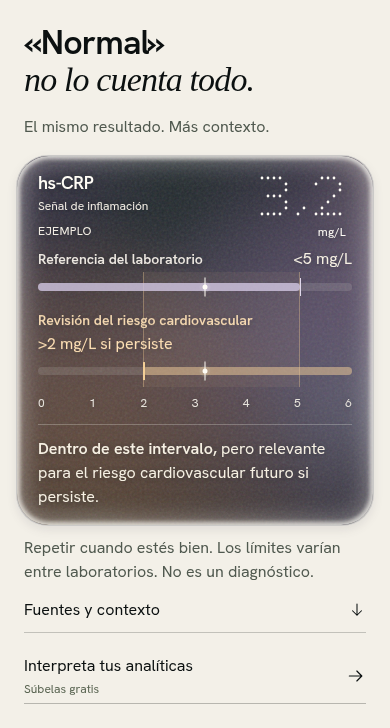 «Normal»
no lo cuenta todo.
El mismo resultado. Más contexto.
hs-CRP
3.2
Señal de inflamación
EJEMPLO
mg/L
Referencia del laboratorio
<5 mg/L
Revisión del riesgo cardiovascular
>2 mg/L si persiste
0 1 2 3 4 5 6
Dentro de este intervalo, pero relevante
para el riesgo cardiovascular futuro si
persiste.
Repetir cuando estés bien. Los límites varían
entre laboratorios. No es un diagnóstico.
Fuentes y contexto
Interpreta tus analíticas
Súbelas gratis